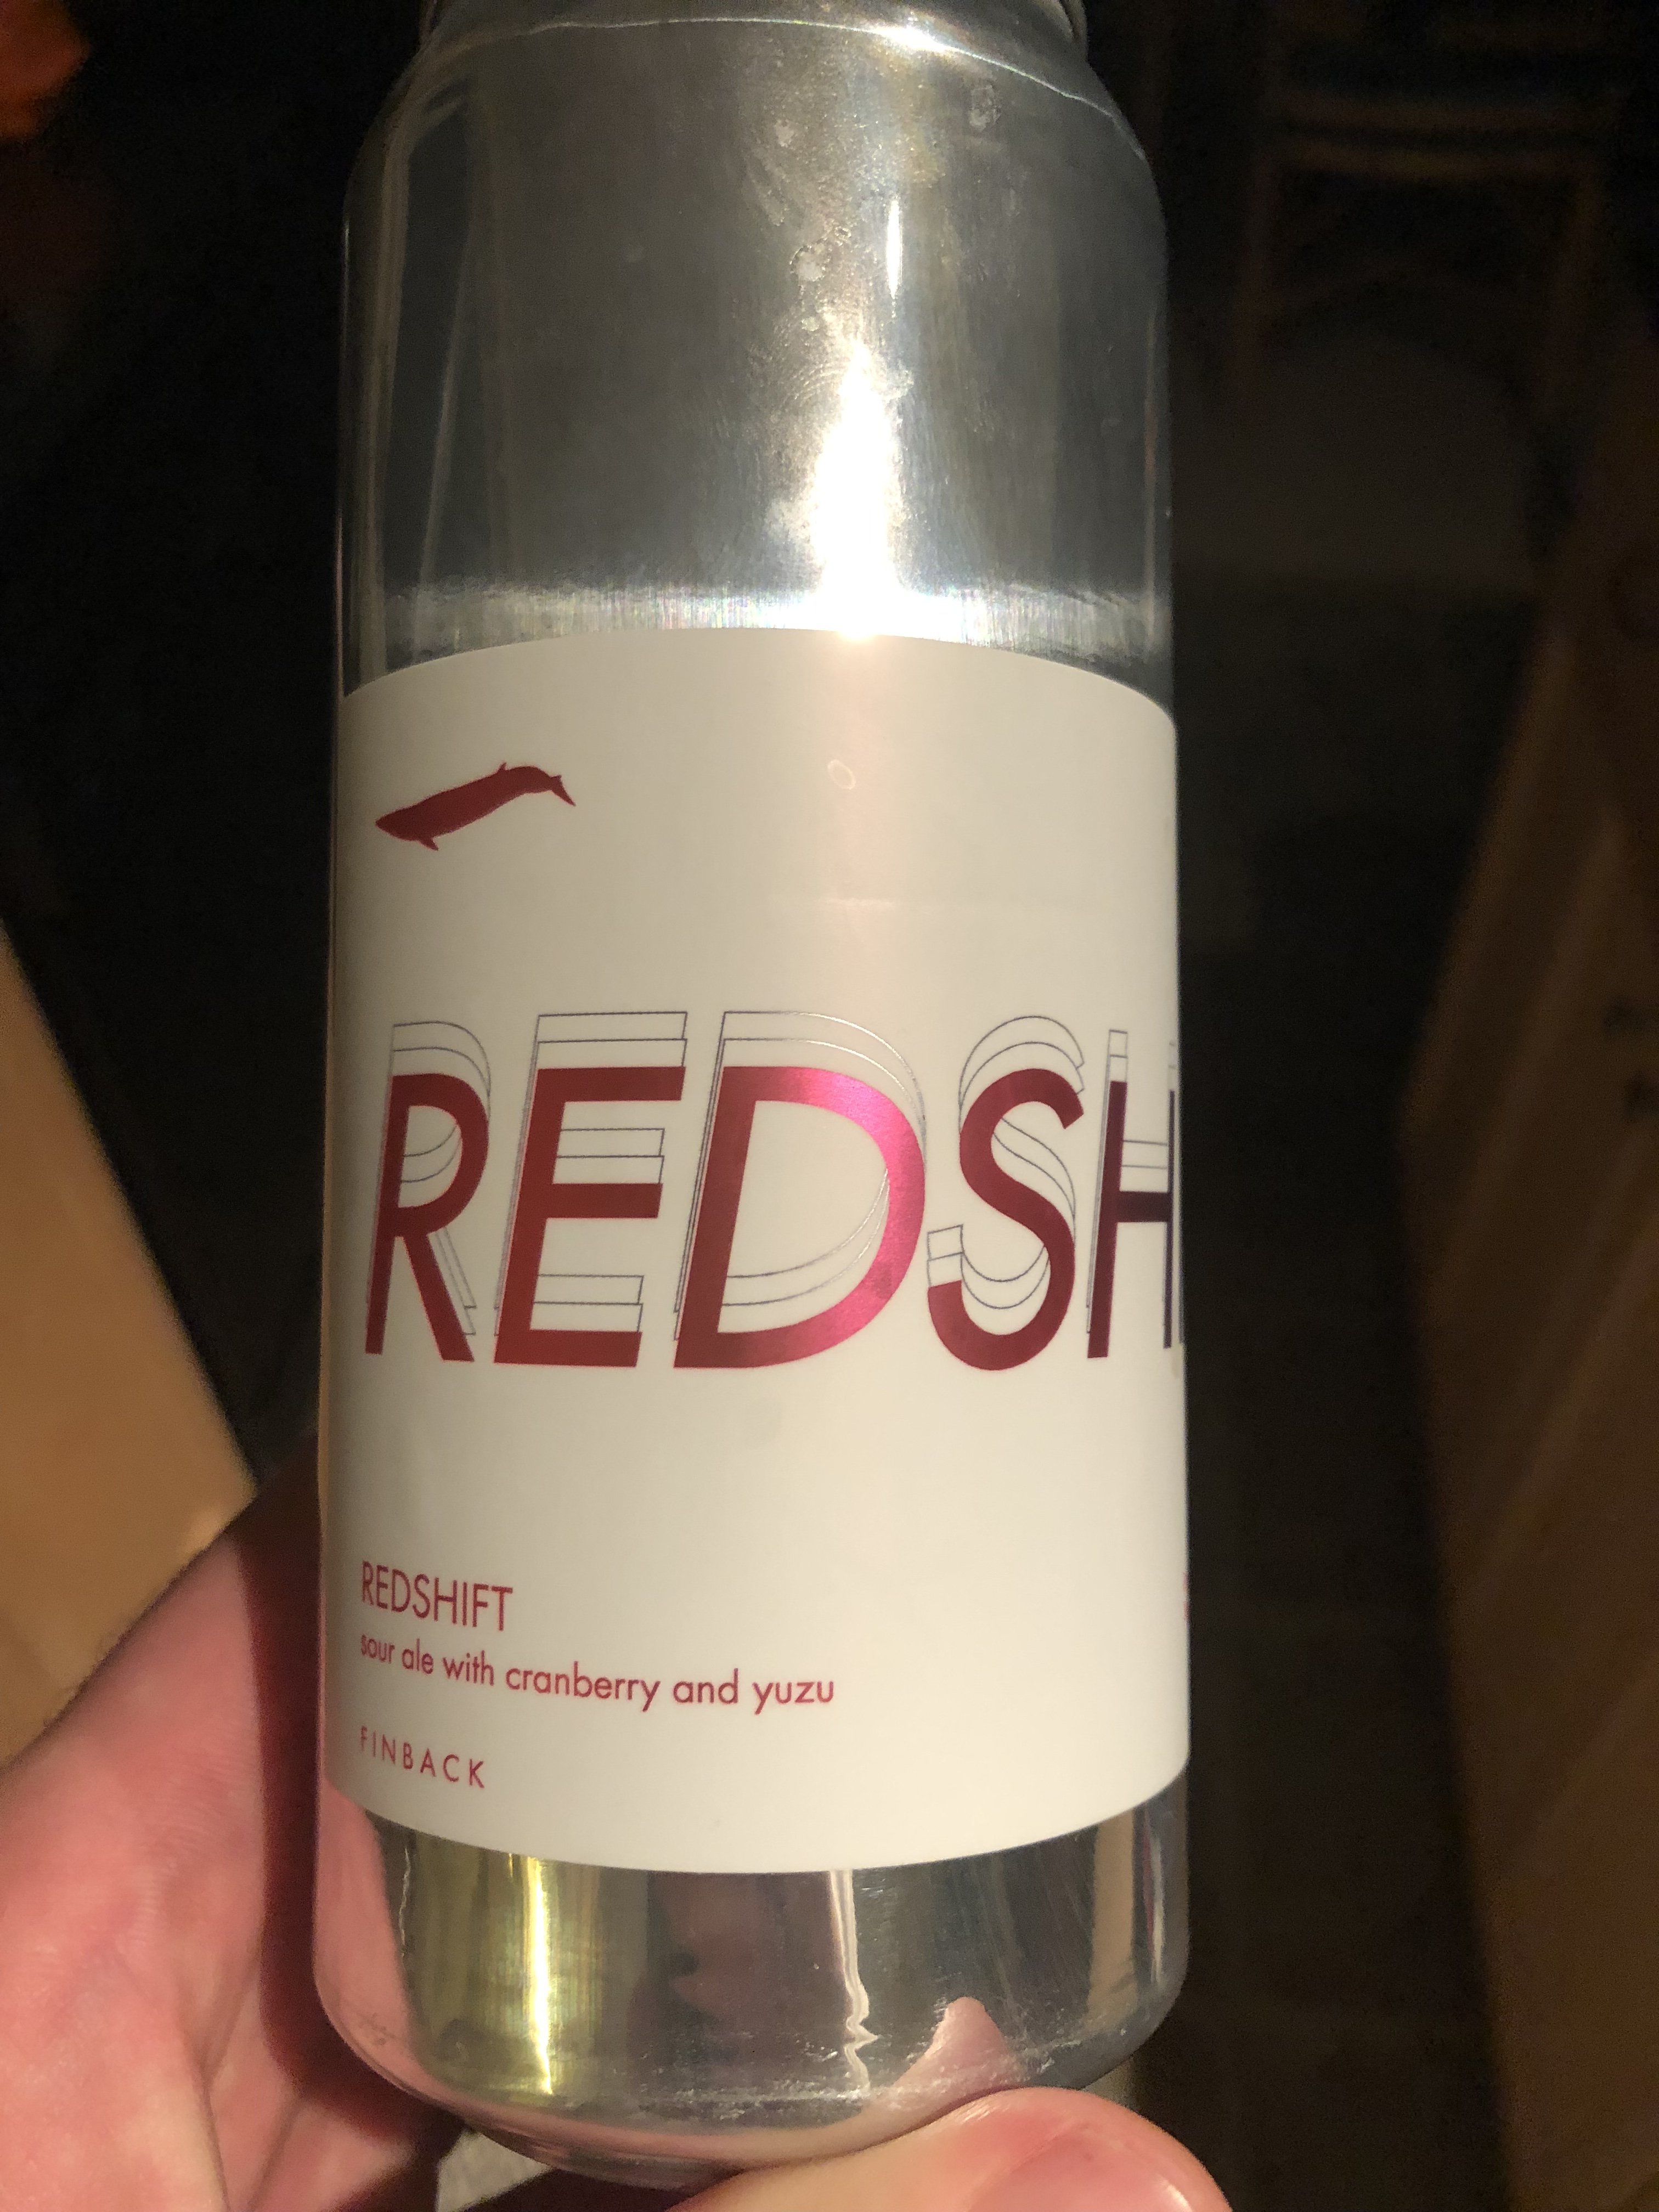 REDSH
REDSHIFT
sour ale with cranberry and yuzu
FINBACK